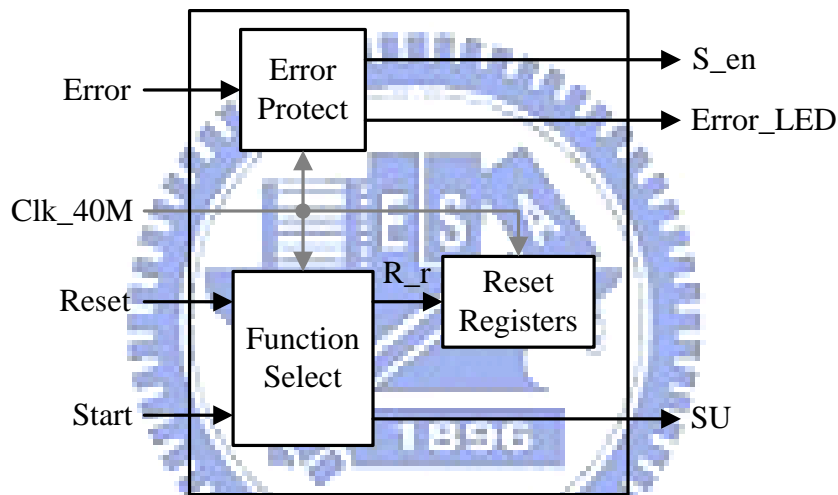 Error
Protect
S_en
Error
Error_LED
Clk_40M
E S A
Reset
R_r
Reset
Registers
Function
Select
Start
SU
1896